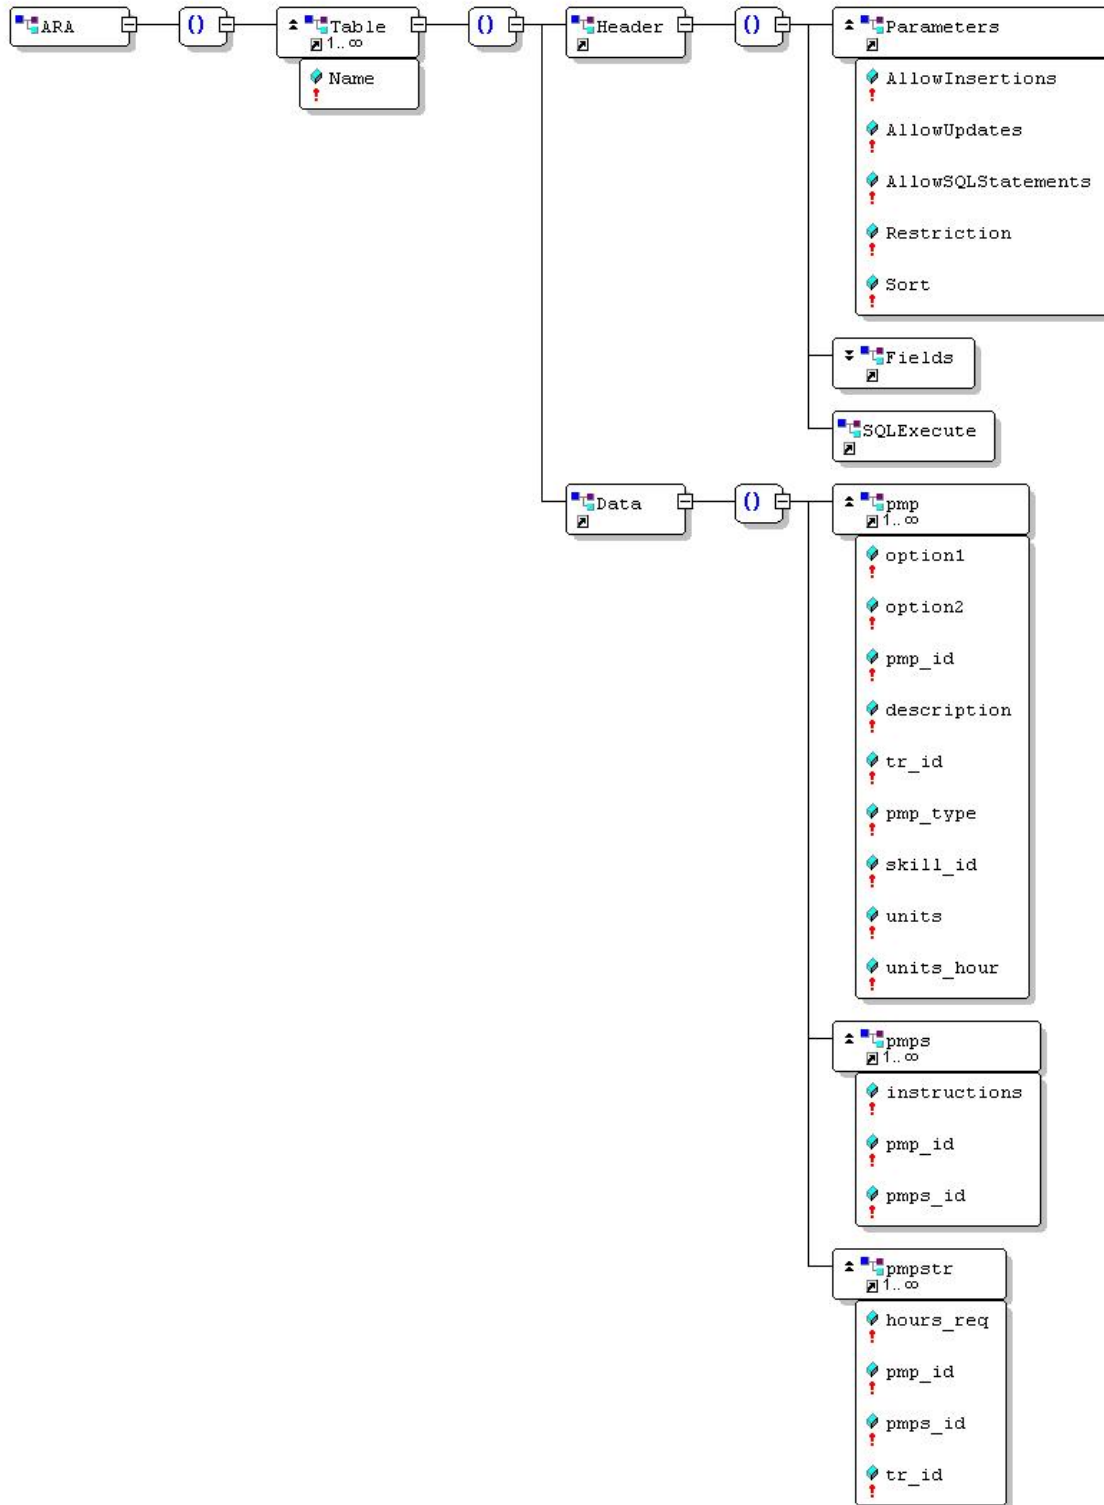 ARA
()
Table
1..∞
Name
()
Header
()
Parameters
AllowInsertions
AllowUpdates
AllowSQLStatements
Restriction
Sort
Fields
SQLExecute
Data
()
pmp
1..∞
option1
option2
pmp_id
description
tr_id
pmp_type
skill_id
units
units_hour
pmps
1..∞
instructions
pmp_id
pmps_id
pmpstr
1..∞
hours_req
pmp_id
pmps_id
tr_id